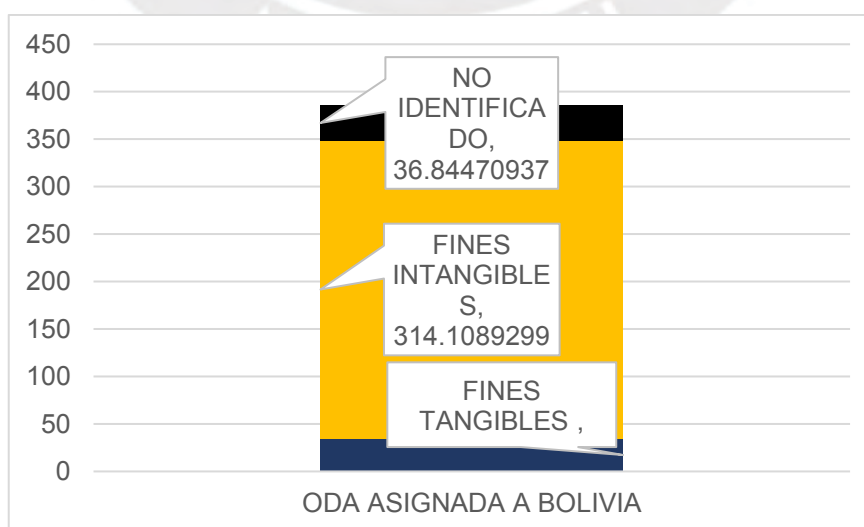 450
400
350
300
250
200
150
100
50
0
NO
IDENTIFICA
DO,
36.84470937
FINES
INTANGIBLE
S,
314.1089299
FINES
TANGIBLES ,
ODA ASIGNADA A BOLIVIA